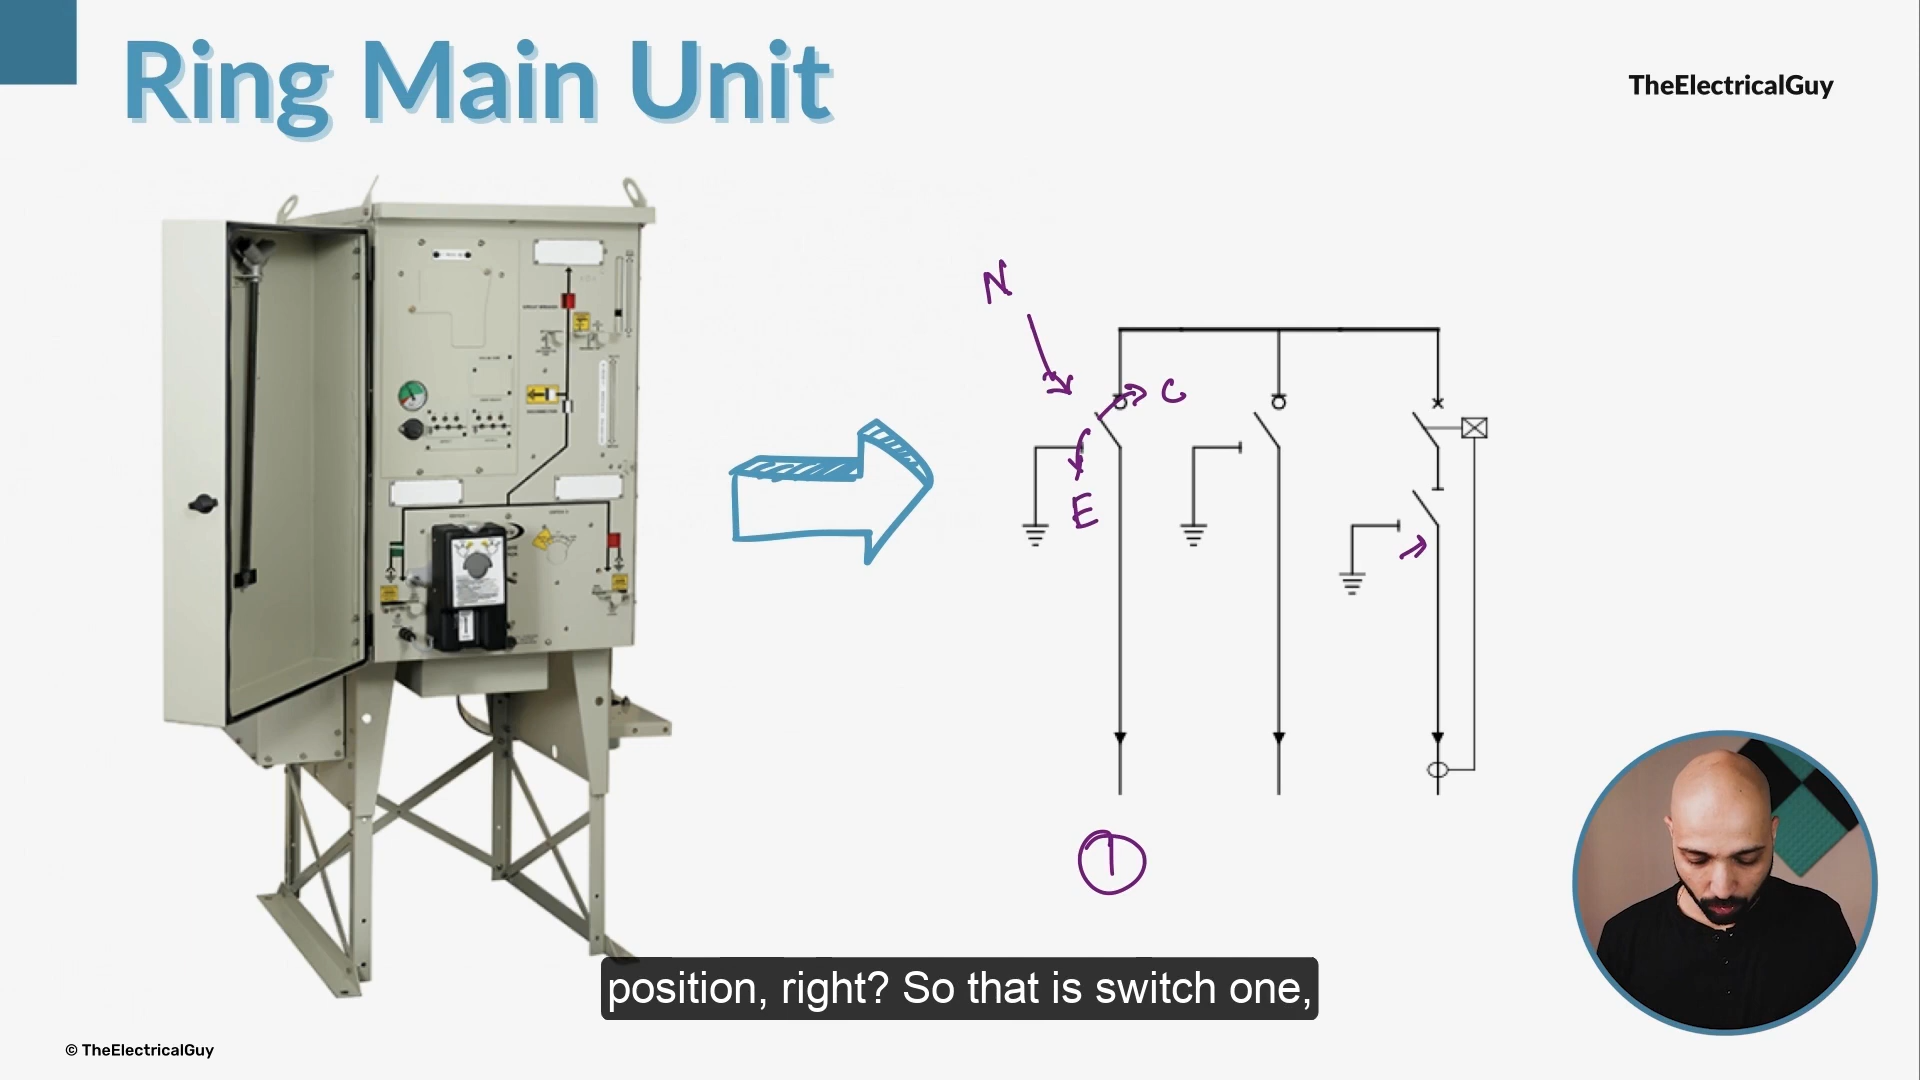 Ring Main Unit
TheElectricalGuy
N
C
E
1
position, right? So that is switch one,
© TheElectricalGuy